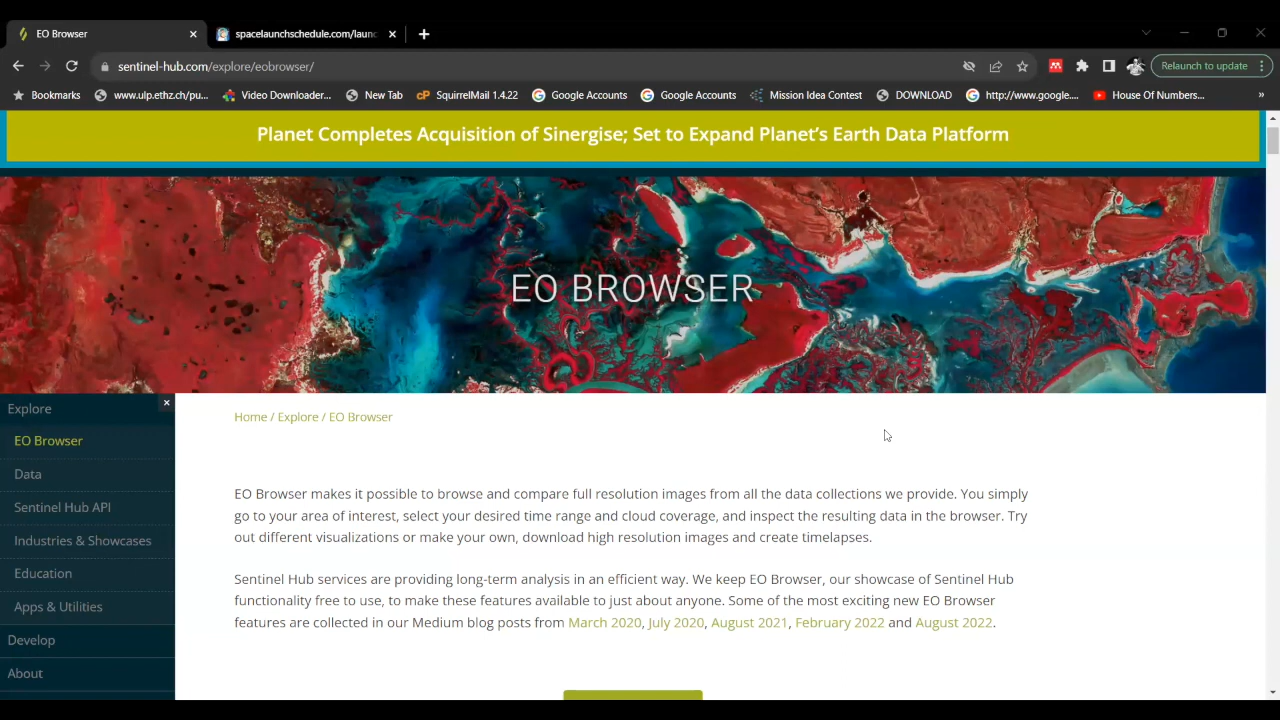 EO Browser
spacelaunchschedule.com/launc
sentinel-hub.com/explore/eobrowser/
Relaunch to update
Bookmarks
www.ulp.ethz.ch/pu...
Video Downloader...
New Tab
cP SquirrelMail 1.4.22
Google Accounts
Google Accounts
Mission Idea Contest
DOWNLOAD
http://www.google....
House Of Numbers...
»
Planet Completes Acquisition of Sinergise; Set to Expand Planet's Earth Data Platform
EO BROWSER
Explore
EO Browser
Data
Sentinel Hub API
Industries & Showcases
Education
Apps & Utilities
Develop
About
Home / Explore / EO Browser
EO Browser makes it possible to browse and compare full resolution images from all the data collections we provide. You simply
go to your area of interest, select your desired time range and cloud coverage, and inspect the resulting data in the browser. Try
out different visualizations or make your own, download high resolution images and create timelapses.
Sentinel Hub services are providing long-term analysis in an efficient way. We keep EO Browser, our showcase of Sentinel Hub
functionality free to use, to make these features available to just about anyone. Some of the most exciting new EO Browser
features are collected in our Medium blog posts from March 2020, July 2020, August 2021, February 2022 and August 2022.